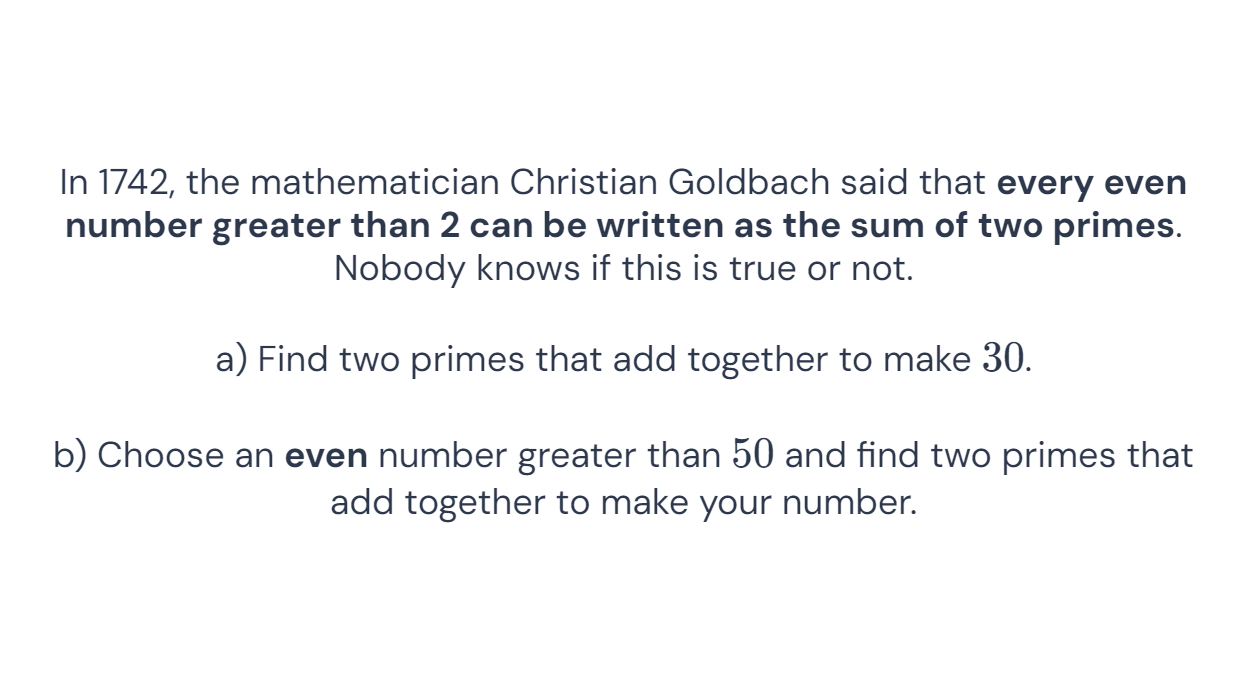 In 1742, the mathematician Christian Goldbach said that every even
number greater than 2 can be written as the sum of two primes.
Nobody knows if this is true or not.
a) Find two primes that add together to make 30.
b) Choose an even number greater than 50 and find two primes that
add together to make your number.